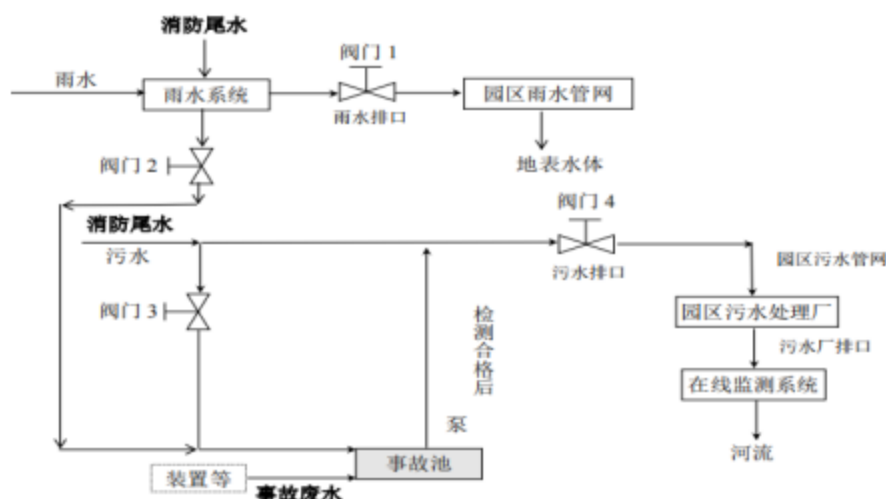 消防尾水
阀门 1
雨水
雨水系统
园区雨水管网
雨水排口
阀门 2
地表水体
阀门 4
消防尾水
污水
污水排口
园区污水管网
阀门 3
检测合格后
园区污水处理厂
污水厂排口
在线监测系统
泵
河流
事故池
装置等
事故废水